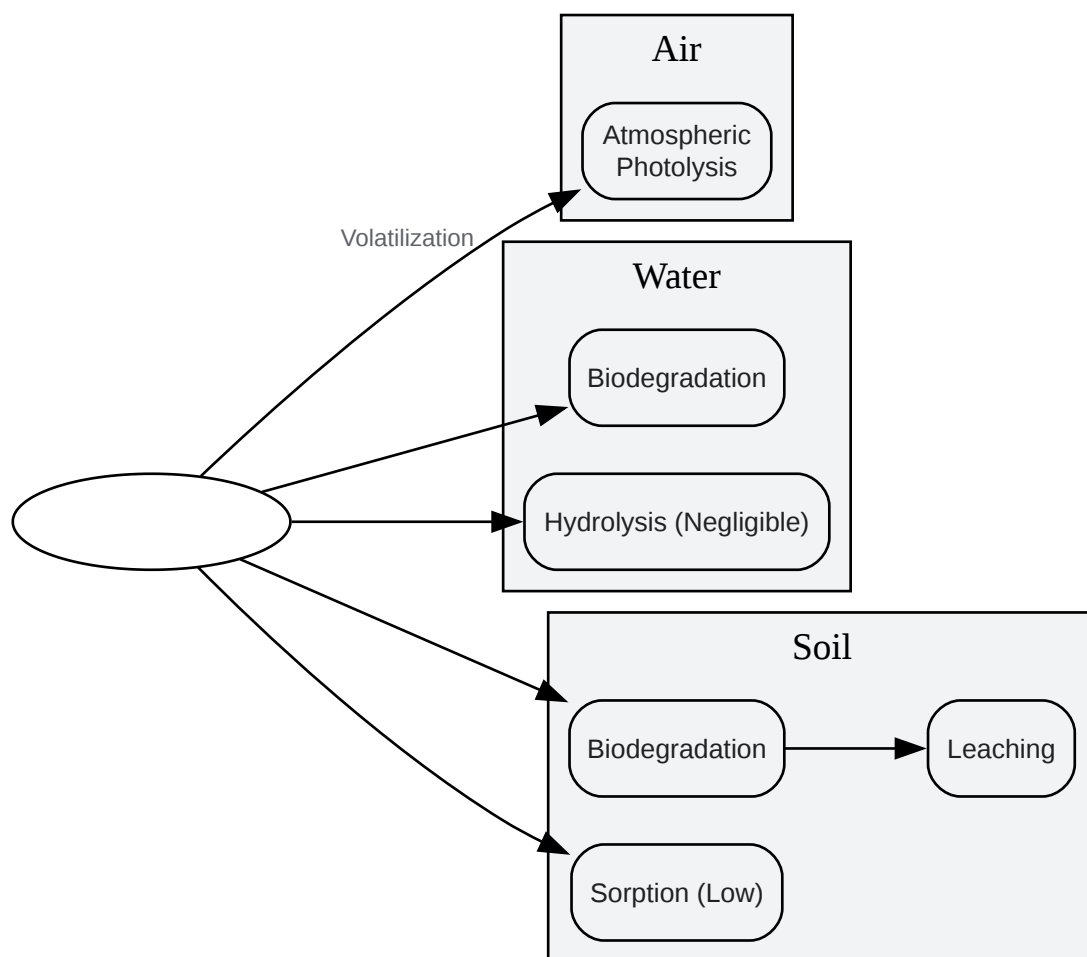 Air
Atmospheric
Photolysis
Volatilization
Water
Biodegradation
Hydrolysis (Negligible)
Soil
Biodegradation
Leaching
Sorption (Low)